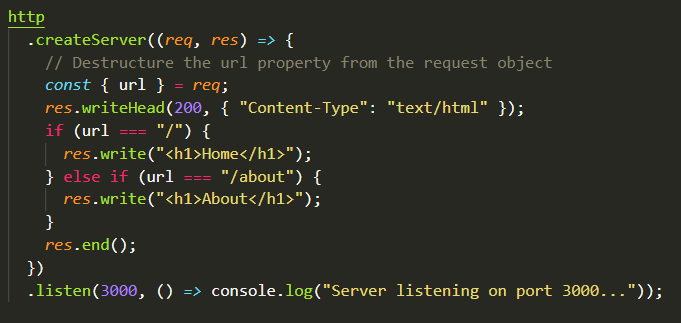 http
  .createServer((req, res) => {
    // Destructure the url property from the request object
    const { url } = req;
    res.writeHead(200, { "Content-Type": "text/html" });
    if (url === "/") {
      res.write("<h1>Home</h1>");
    } else if (url === "/about") {
      res.write("<h1>About</h1>");
    }
    res.end();
  })
  .listen(3000, () => console.log("Server listening on port 3000..."));